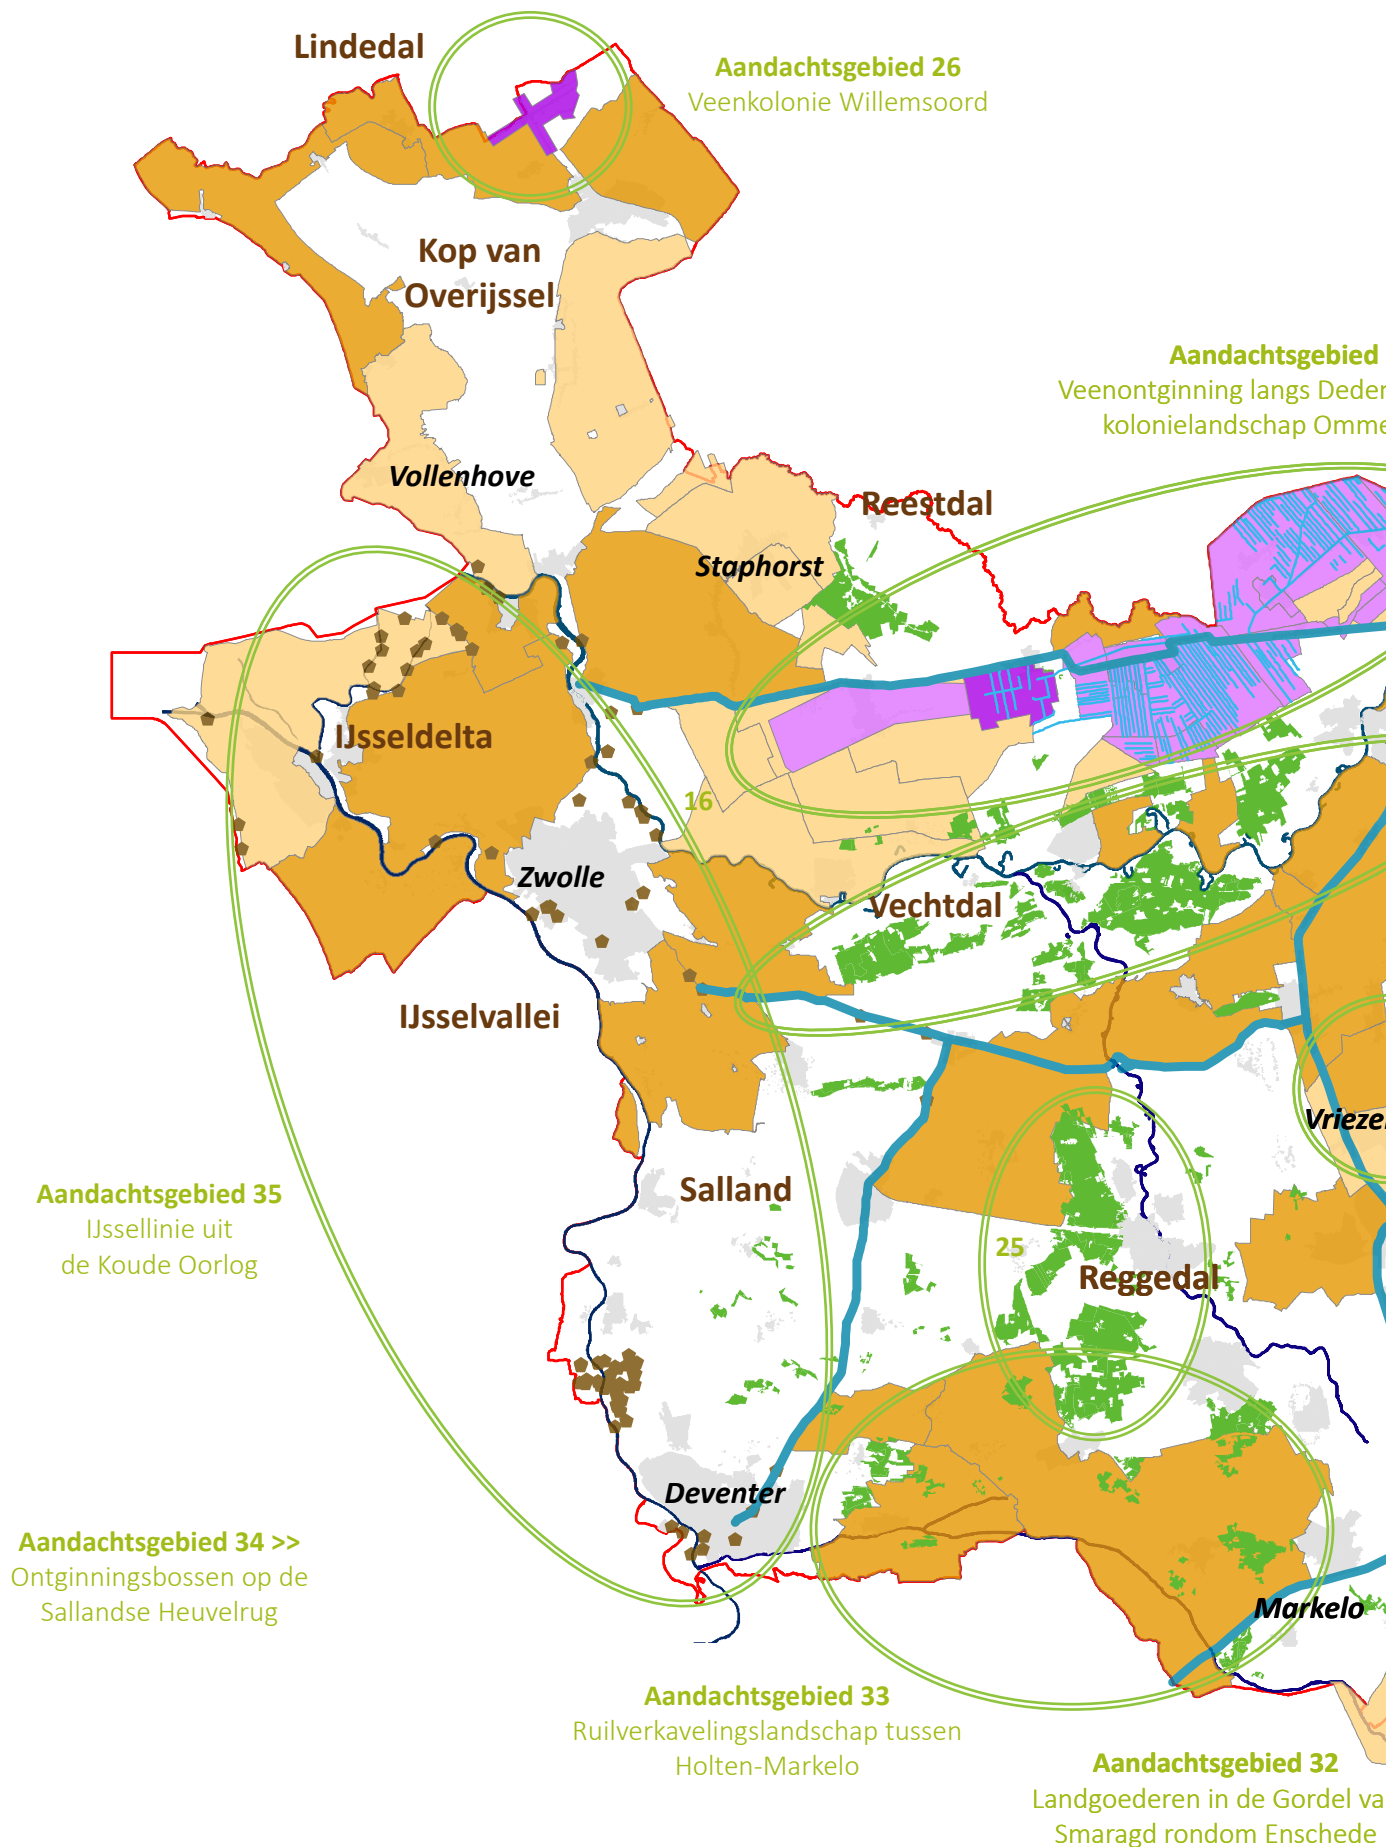 Lindedal
Aandachtsgebied 26
Veenkolonie Willemsoord
Kop van
Overijssel
Aandachtsgebied
Veenontginning langs Deder
kolonielandschap Omme
Vollenhove
Reestdal
Staphorst
IJsseldelta
16
Zwolle
Vechtdal
IJsselvallei
Vrieze
Aandachtsgebied 35
IJssellinie uit
de Koude Oorlog
Salland
25
Reggedal
Deventer
Aandachtsgebied 34 >>
Ontginningsbossen op de
Sallandse Heuvelrug
Markelo
Aandachtsgebied 33
Ruilverkavelingslandschap tussen
Holten-Markelo
Aandachtsgebied 32
Landgoederen in de Gordel va
Smaragd rondom Enschede